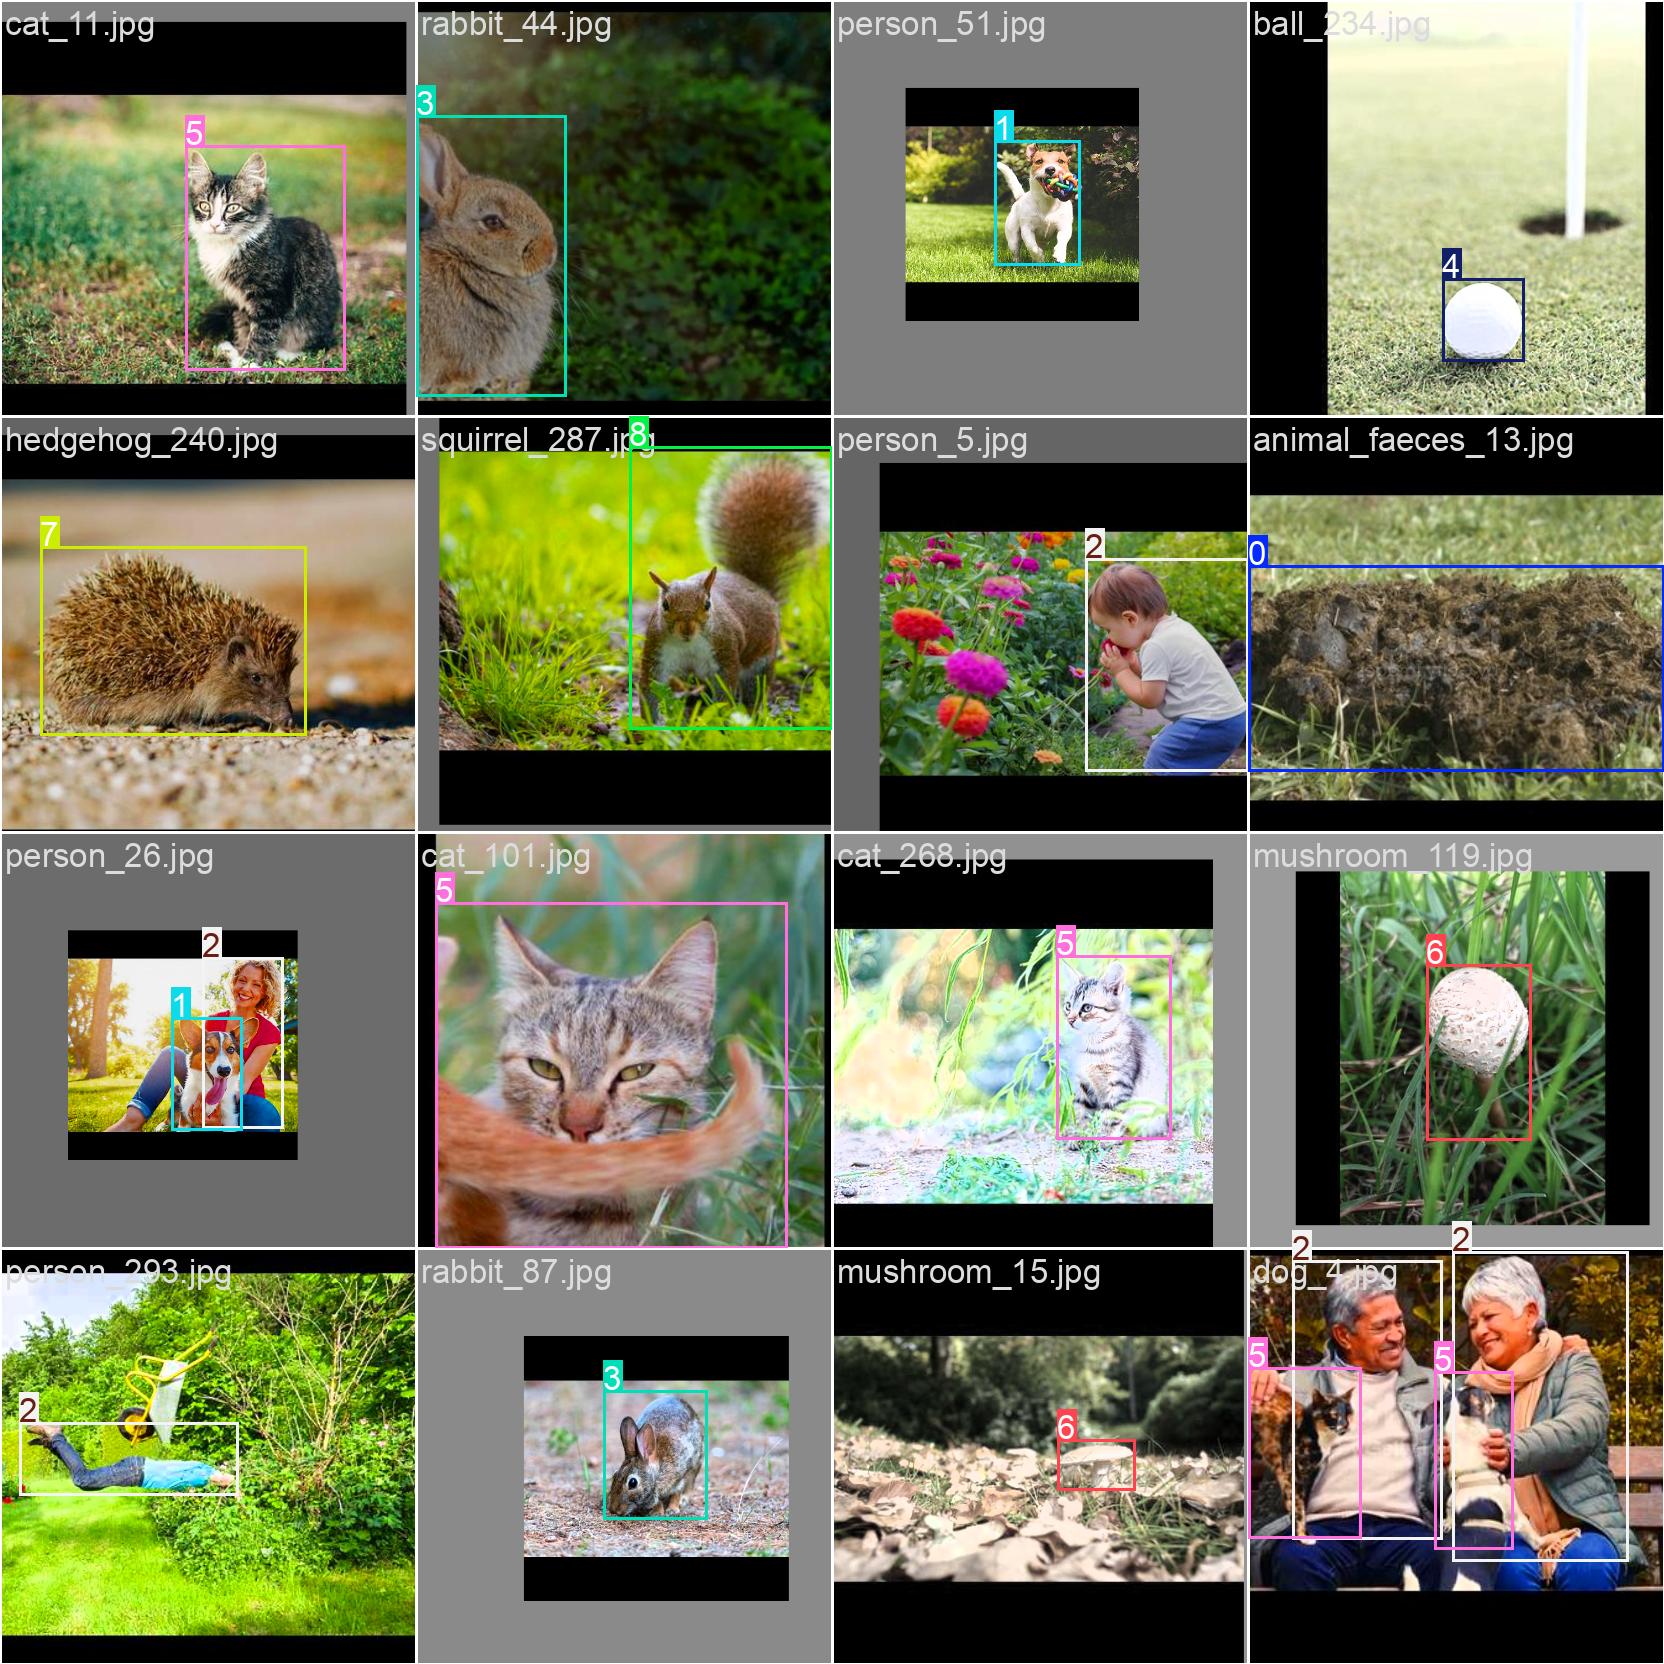 cat_11.jpg
5
rabbit_44.jpg
3
person_51.jpg
1
ball_234.jpg
4
hedgehog_240.jpg
7
squirrel_287.jpg
8
person_5.jpg
2
animal_faeces_13.jpg
0
person_26.jpg
2
1
cat_101.jpg
5
cat_268.jpg
5
mushroom_119.jpg
6
person_293.jpg
2
rabbit_87.jpg
3
mushroom_15.jpg
6
dog_4.jpg
2
2
5
5